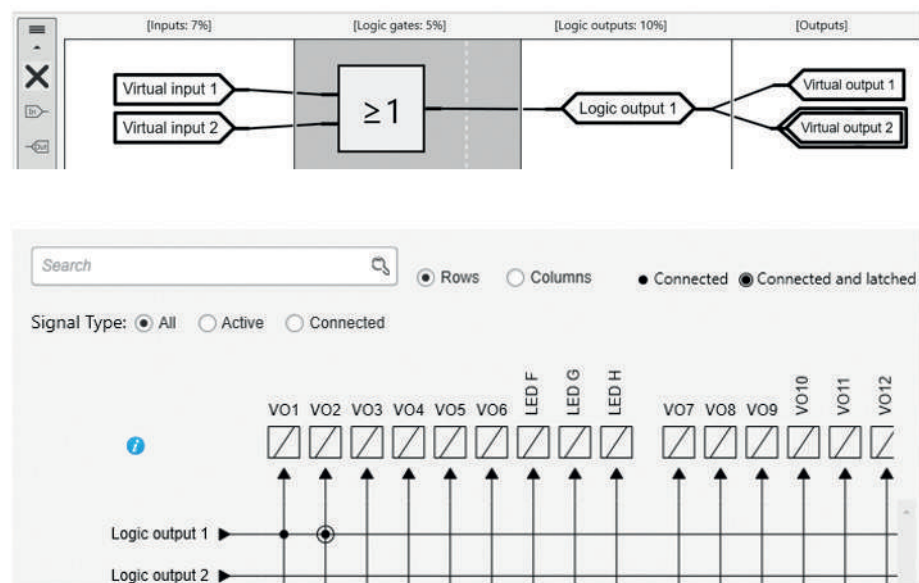 [Inputs: 7%] [Logic gates: 5%] [Logic outputs: 10%] [Outputs]
Virtual input 1
Virtual input 2
≥1
Logic output 1
Virtual output 1
Virtual output 2
In
Out
Search
Rows Columns Connected Connected and latched
Signal Type: All Active Connected
VO1 VO2 VO3 VO4 VO5 VO6 LED F LED G LED H VO7 VO8 VO9 VO10 VO11 VO12
i
Logic output 1
Logic output 2